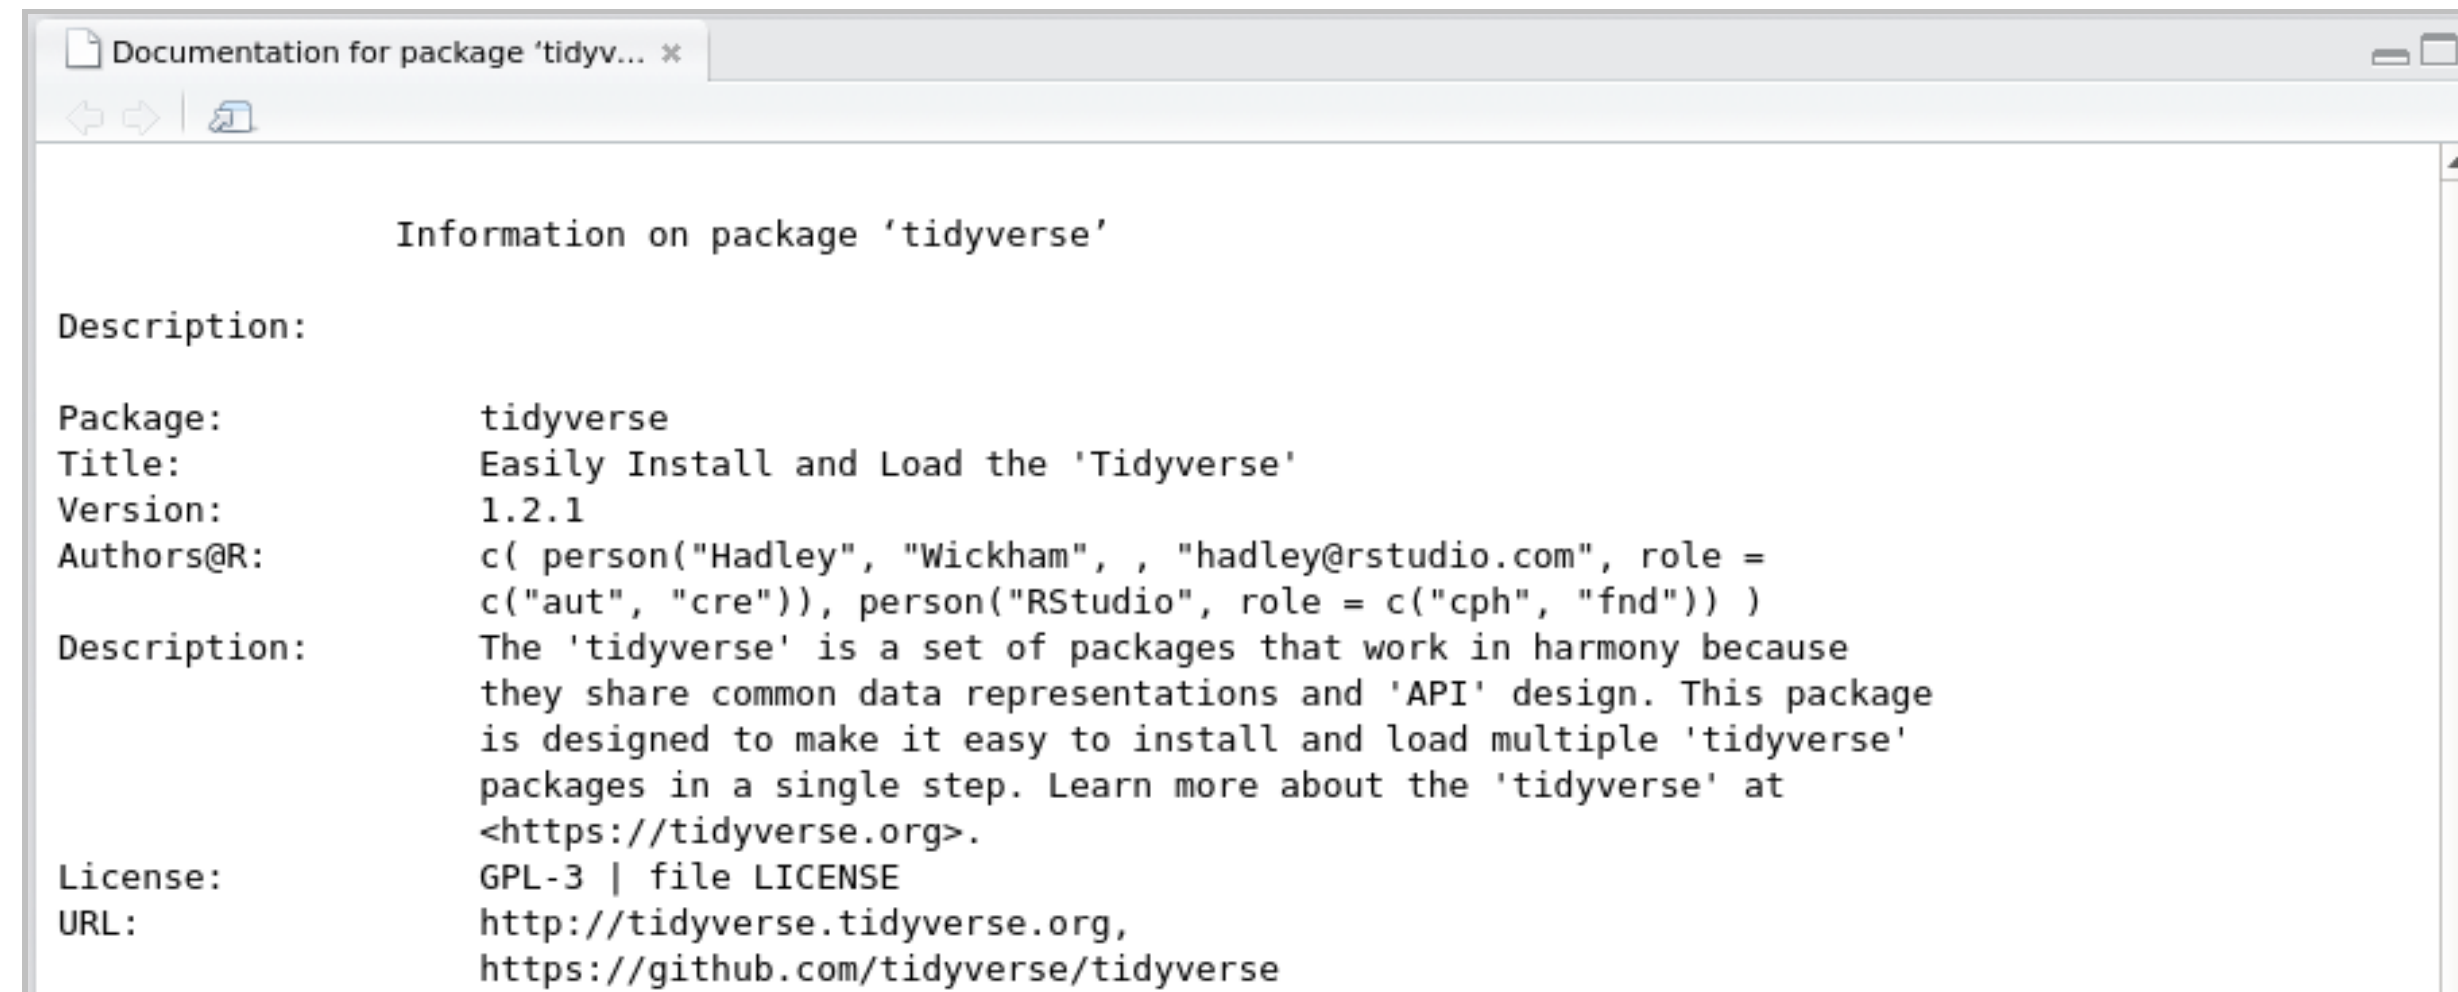 Documentation for package ‘tidyv...
Information on package ‘tidyverse’
Description:
Package: tidyverse
Title: Easily Install and Load the 'Tidyverse'
Version: 1.2.1
Authors@R: c( person("Hadley", "Wickham", , "hadley@rstudio.com", role =
c("aut", "cre")), person("RStudio", role = c("cph", "fnd")) )
Description: The 'tidyverse' is a set of packages that work in harmony because
they share common data representations and 'API' design. This package
is designed to make it easy to install and load multiple 'tidyverse'
packages in a single step. Learn more about the 'tidyverse' at
<https://tidyverse.org>.
License: GPL-3 | file LICENSE
URL: http://tidyverse.tidyverse.org,
https://github.com/tidyverse/tidyverse